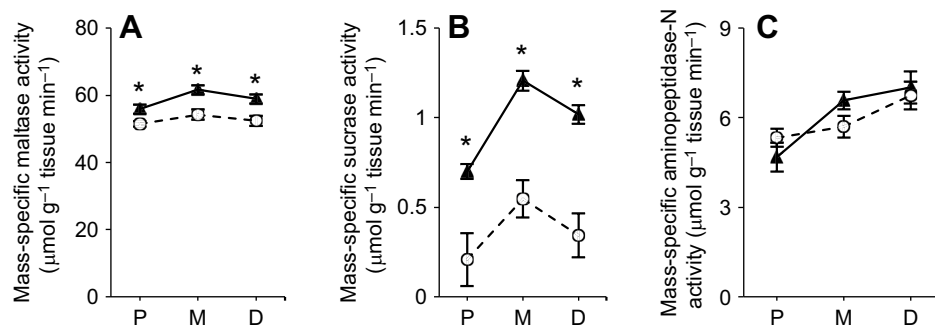 A
Mass-specific maltase activity
(μmol g⁻¹ tissue min⁻¹)
80
60
40
20
0
* * *
P M D
B
Mass-specific sucrase activity
(μmol g⁻¹ tissue min⁻¹)
1.5
1
0.5
0
* * *
P M D
C
Mass-specific aminopeptidase-N
activity (μmol g⁻¹ tissue min⁻¹)
9
6
3
0
P M D